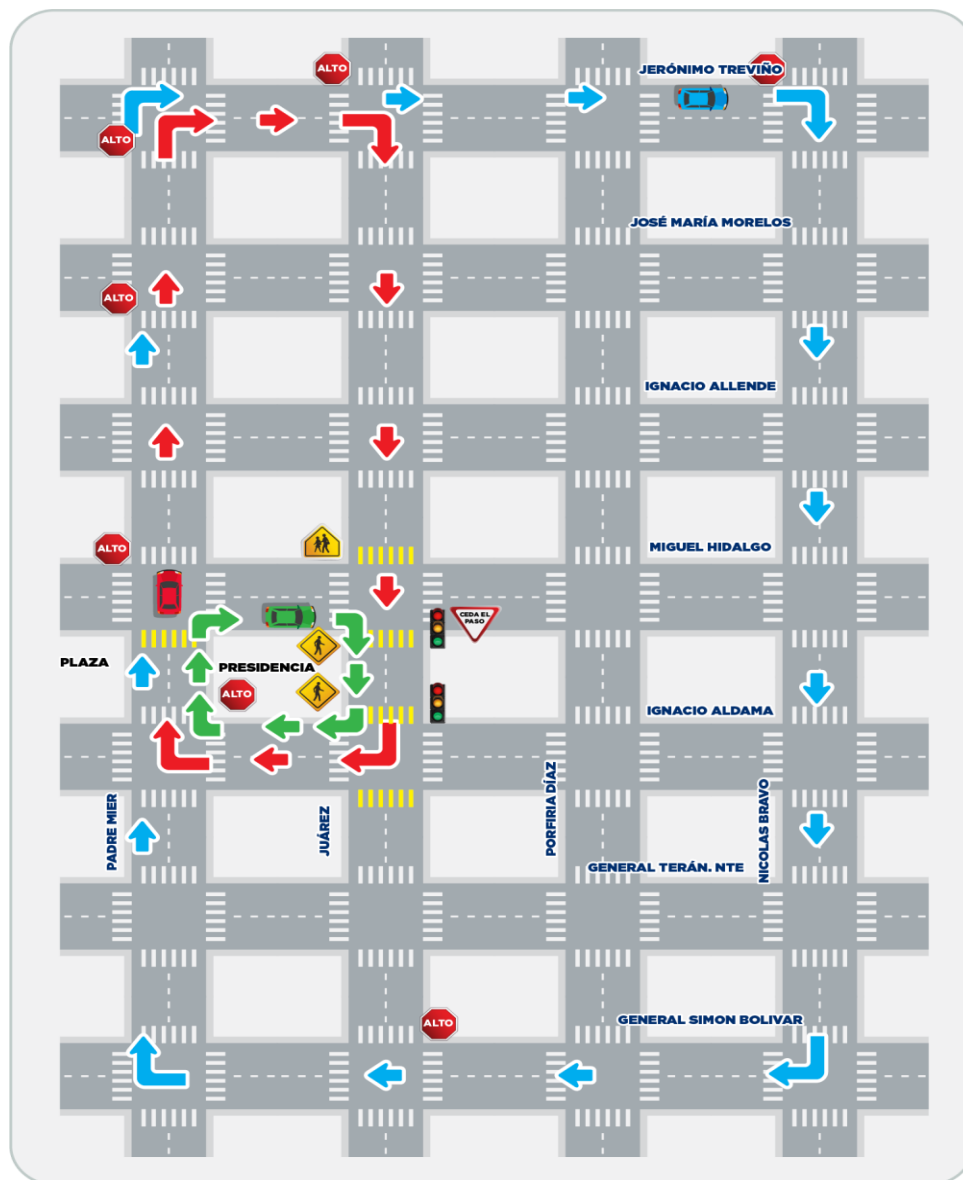 ALTO
JERÓNIMO TREVIÑO
ALTO
ALTO
JOSÉ MARÍA MORELOS
ALTO
IGNACIO ALLENDE
ALTO
MIGUEL HIDALGO
CEDA EL
PASO
PLAZA
PRESIDENCIA
ALTO
IGNACIO ALDAMA
PADRE MIER
JUÁREZ
PORFIRIA DÍAZ
NICOLAS BRAVO
GENERAL TERÁN. NTE
ALTO
GENERAL SIMON BOLIVAR